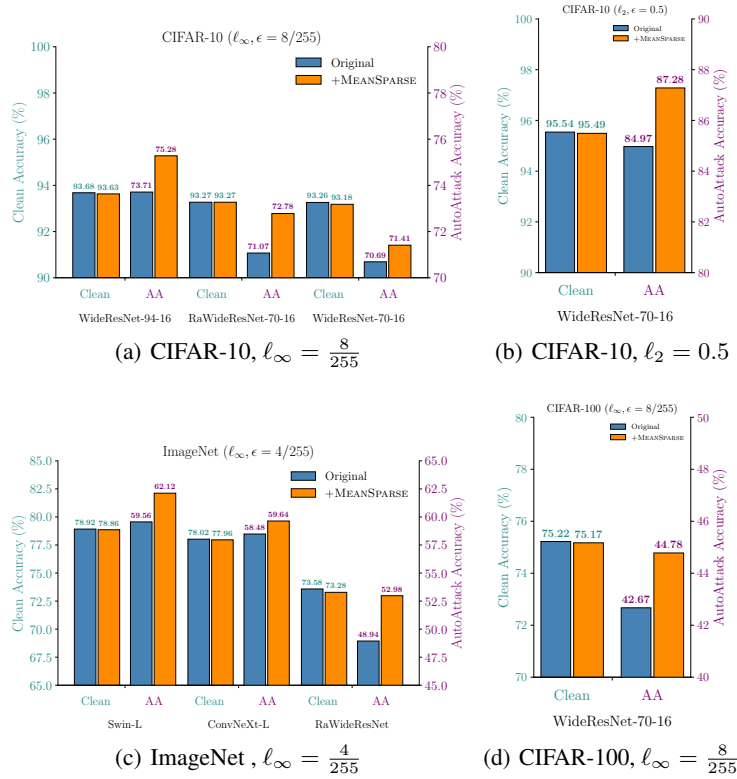 CIFAR-10 (ℓ∞, ϵ = 8/255)
Original
+MEANSPARSE
Clean Accuracy (%)
100
98
96
94
92
90
AutoAttack Accuracy (%)
80
78
76
74
72
70
93.68 93.63 73.71 75.28 93.27 93.27 71.07 72.78 93.26 93.18 70.69 71.41
Clean AA Clean AA Clean AA
WideResNet-94-16 RaWideResNet-70-16 WideResNet-70-16
(a) CIFAR-10, ℓ∞ = 8/255
CIFAR-10 (ℓ2, ϵ = 0.5)
Original
+MEANSPARSE
Clean Accuracy (%)
100
98
96
94
92
90
AutoAttack Accuracy (%)
90
88
86
84
82
80
95.54 95.49 84.97 87.28
Clean AA
WideResNet-70-16
(b) CIFAR-10, ℓ2 = 0.5
ImageNet (ℓ∞, ϵ = 4/255)
Original
+MEANSPARSE
Clean Accuracy (%)
85.0
82.5
80.0
77.5
75.0
72.5
70.0
67.5
65.0
AutoAttack Accuracy (%)
65.0
62.5
60.0
57.5
55.0
52.5
50.0
47.5
45.0
78.92 78.86 59.56 62.12 78.02 77.96 58.48 59.64 73.58 73.28 48.94 52.98
Clean AA Clean AA Clean AA
Swin-L ConvNeXt-L RaWideResNet
(c) ImageNet , ℓ∞ = 4/255
CIFAR-100 (ℓ∞, ϵ = 8/255)
Original
+MEANSPARSE
Clean Accuracy (%)
80
78
76
74
72
70
AutoAttack Accuracy (%)
50
48
46
44
42
40
75.22 75.17 42.67 44.78
Clean AA
WideResNet-70-16
(d) CIFAR-100, ℓ∞ = 8/255